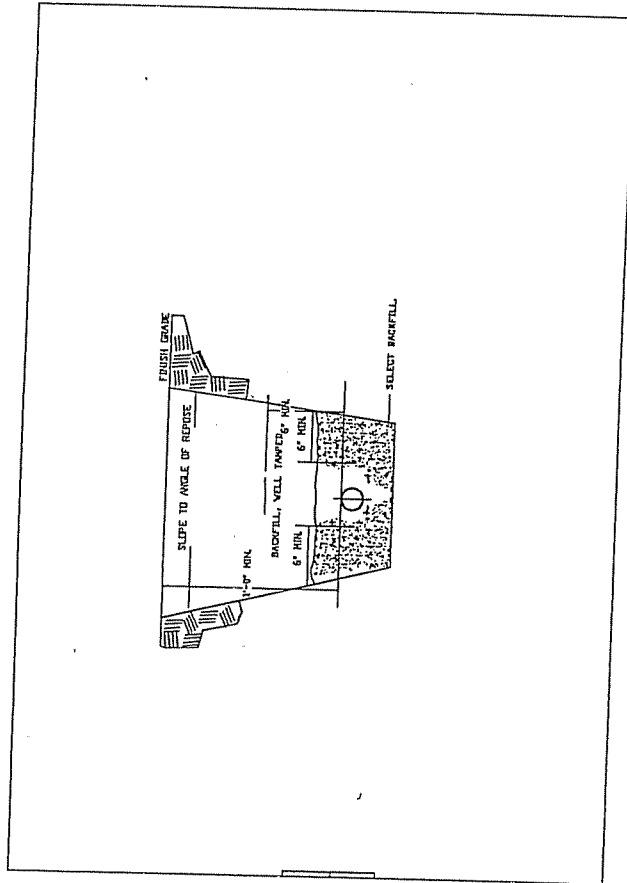 FINISH GRADE
SLOPE TO ANGLE OF REPOSE
1'-0" MIN.
BACKFILL, WELL TAMPED
6" MIN.
6" MIN.
6" MIN.
SELECT BACKFILL